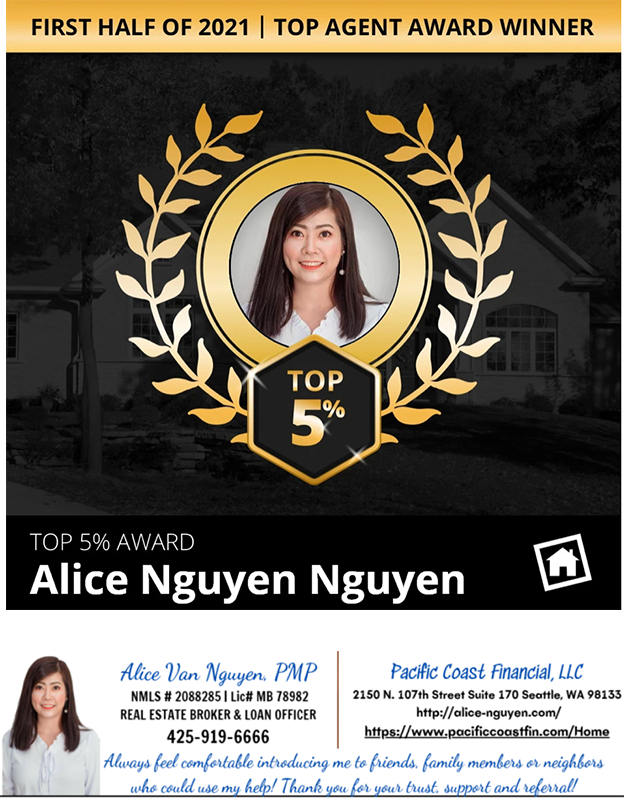 FIRST HALF OF 2021 | TOP AGENT AWARD WINNER
TOP
5%
TOP 5% AWARD
Alice Nguyen Nguyen
Alice Van Nguyen, PMP
NMLS # 2088285 | Lic# MB 78982
REAL ESTATE BROKER & LOAN OFFICER
425-919-6666
Pacific Coast Financial, LLC
2150 N. 107th Street Suite 170 Seattle, WA 98133
http://alice-nguyen.com/
https://www.pacificcoastfin.com/Home
Always feel comfortable introducing me to friends, family members or neighbors
who could use my help! Thank you for your trust, support and referral!